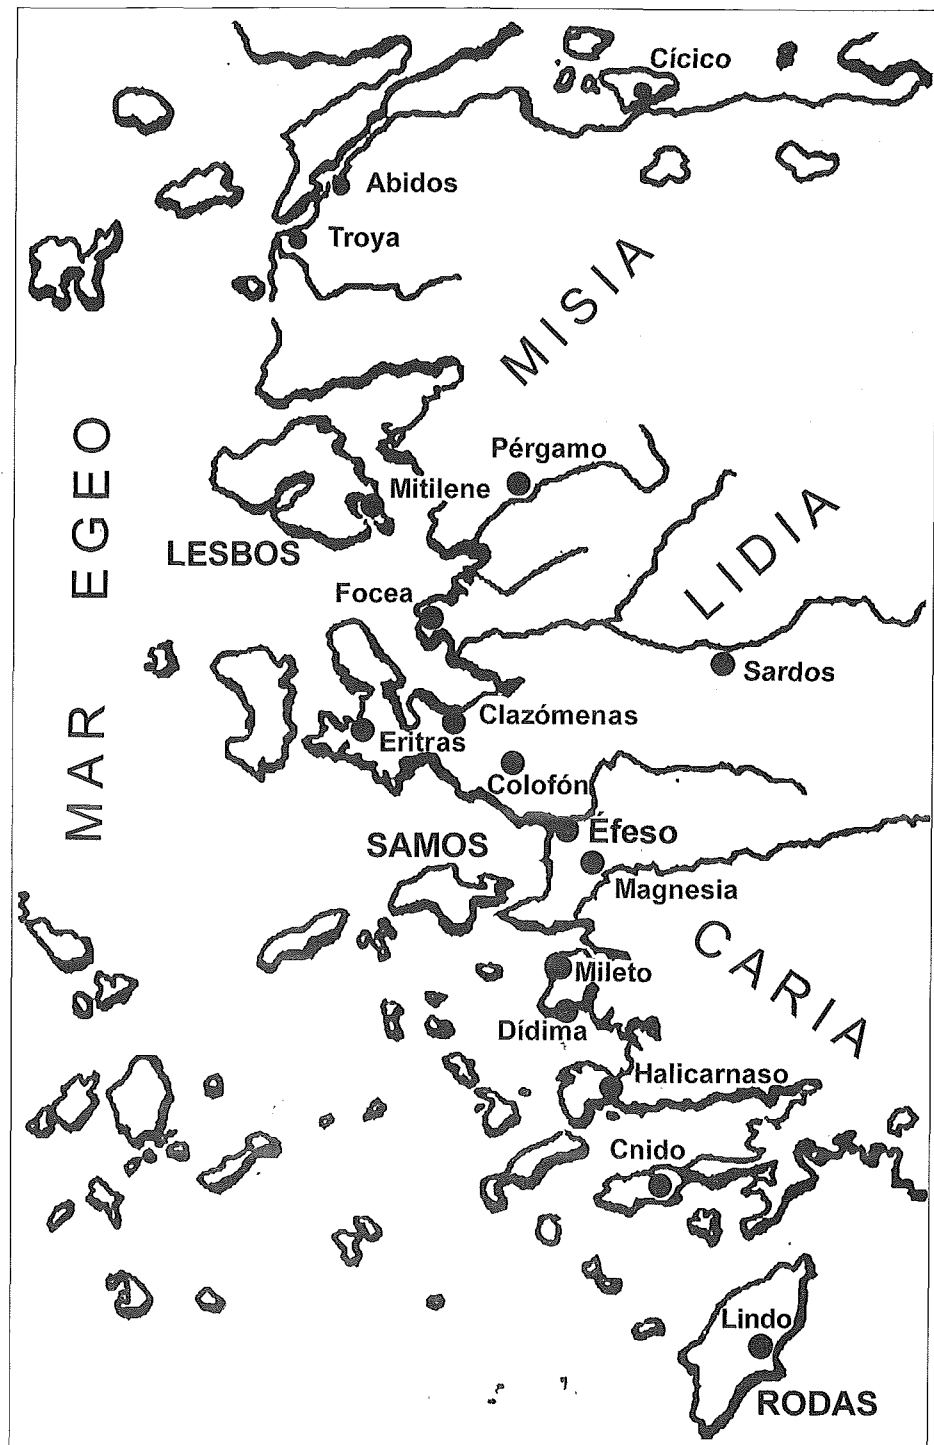 Cícico
Abidos
Troya
MISIA
MAR EGEO
Pérgamo
Mitilene
LESBOS
LIDIA
Focea
Sardos
Clazómenas
Eritras
Colofón
Éfeso
SAMOS
Magnesia
CARIA
Mileto
Dídima
Halicarnaso
Cnido
Lindo
RODAS